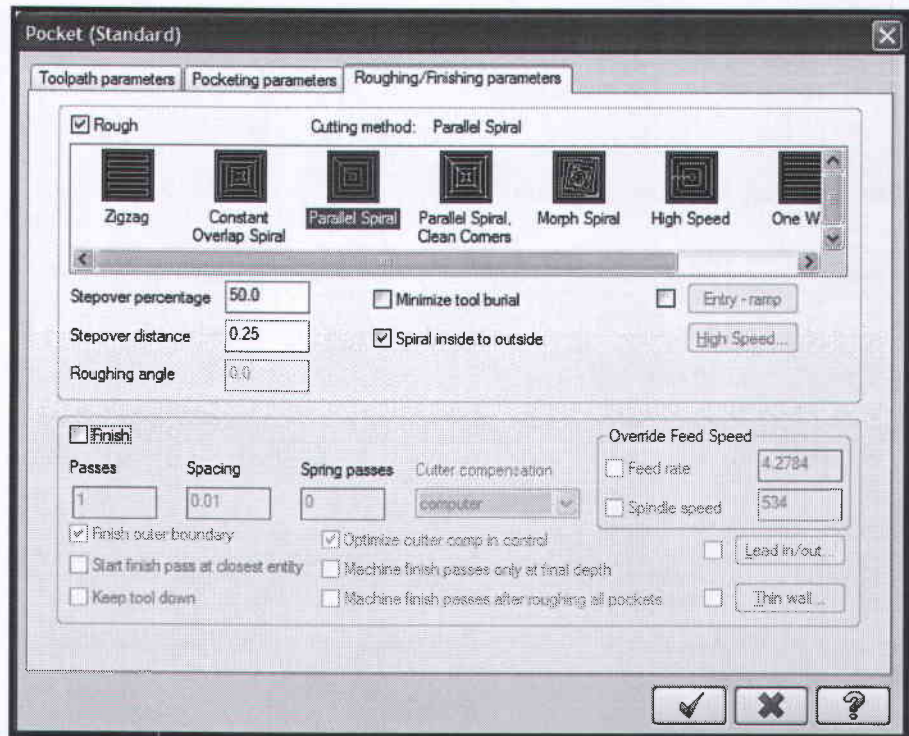 Pocket (Standard)
Toolpath parameters Pocketing parameters Roughing/Finishing parameters
Rough Cutting method: Parallel Spiral
Zigzag Constant Overlap Spiral Parallel Spiral Parallel Spiral, Clean Corners Morph Spiral High Speed One W
Stepover percentage 50.0 Minimize tool burial Entry - ramp
Stepover distance 0.25 Spiral inside to outside High Speed...
Roughing angle 0.0
Finish Override Feed Speed
Passes Spacing Spring passes Cutter compensation Feed rate 4.2784
1 0.01 0 computer Spindle speed 534
Finish outer boundary Optimize cutter comp in control Lead in/out...
Start finish pass at closest entity Machine finish passes only at final depth
Keep tool down Machine finish passes after roughing all pockets Thin wall...